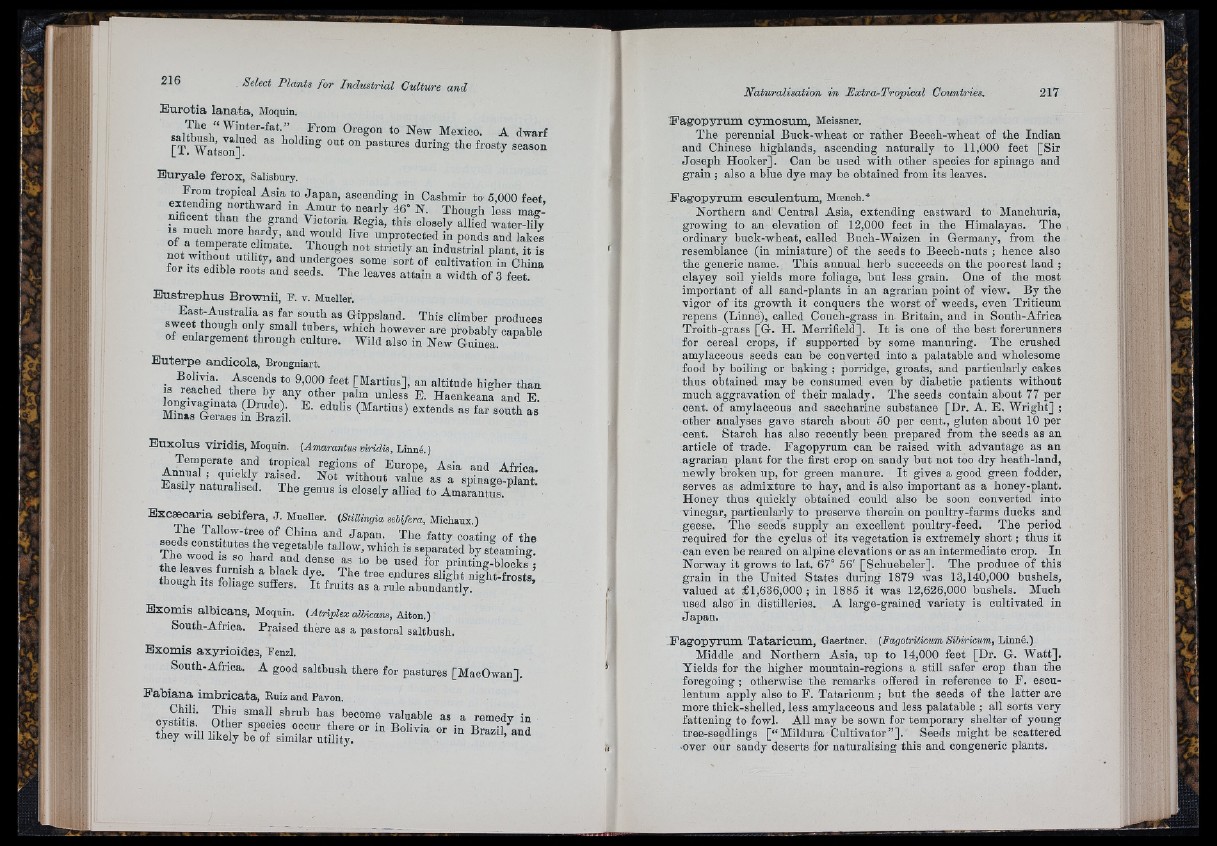 216 Select Plants for Industrial Culture and
Eurotia lanata, Moquin.
The “Winter-fat.” From Oregon to New Mexico. A dwarf
saltbush, valued as holding out on pastures during the frosty season
[T. Watson].
Euryale ferox, Salisbury.
From tropical Asia to Japan, ascending in Cashmir to 5,000 feet,
extending northward in Amur to nearly 46° N. Though less mag-
nificent than the grand Victoria Regia, this closely allied water-lily
is much more hardy, and would live unprotected in ponds and lakes
of a temperate climate. Though not strictly an industrial plant, it is
not without utility, and undergoes some sort of cultivation in China
for its edible roots and seeds. The leaves attain a width of 3 feet.
Eustrephus Brownii, F. v. Mueller.
East-Australia as far south as Gippsland. This climber produces
sweet though only small tubers, which however are probably capable
of enlargement through culture. Wild also in New Guinea.
Euterpe andicola, Brongniart.
Bolivia. Ascends to 9,000 feet [Martius], an altitude higher than
is reached there by any other palm unless E. Haenkeana and E.
longivaginata (Drude). E. edulis (Martius) extends as far south as
Minas Geraes in Brazil.
Euxolus viridis, Moquin. (Amarantus viridis, Linné.)
Temperate and tropical regions of Europe, Asia and Africa.
Annual; quickly raised. Not without value as a spinage-plant.
Easily naturalised. The genus is closely allied to Amarantus.
Excæcaria sebifera, J. Mueller. (Stillingia sebifera, Michaux.)
The Tallow-tree of China and Japan. The fatty coating of the
seeds constitutes the vegetable tallow, which is separated by steaming.
The wood is so hard and dense as to be used for printing-blocks;
the leaves furnish a black dye. The tree endures slight night-frosts,
though its foliage suffers. It fruits as a rule abundantly.
Exomis albicans, Moquin. (Atriplex albicans, Aiton.)
South-Africa. Praised there as a pastoral saltbush.
Exomis axyrioides, Fenzl.
South-Africa. A good saltbush there for pastures [MacOwan].
Fabiana imbricata, Ruiz and Pavon.
Chili. This small shrub has become valuable as a remedy in
cystitis. Other species occur there or in Bolivia or in Brazil, and
they will likely be of similar utility.
Naturalisation in Extra-Tropical Countries. 217
Fagopyrum cymosum, Meissner.
The perennial Buck-wheat or rather Beech-wheat of the Indian
and Chinese highlands, ascending naturally to 11,000 feet [Sir
Joseph Hooker]. Can be used with other species for spinage and
grain; also a blue dye may be obtained from its leaves.
Fagopyrum esculentum, Mœnch.*
Northern and Central Asia, extending eastward to Manchuria,
growing to an elevation of 12,000 feet in the Himalayas. The
ordinary buck-wheat, called Buch-Waizen in Germany, from the
resemblance (in miniature) of the seeds to Beech-nuts; hence also
the generic name. This annual herb succeeds on the poorest land;
clayey soil yields more foliage, but less grain. One of the most
important of all sand-plants in an agrarian point of view. By the
vigor of its growth it conquers the worst of weeds, even Triticum
repens (Linné), called Couch-grass in Britain, and in South-Africa
Troith-grass [G. H. Merrifield]. It is one of the best forerunners
for cereal crops, if supported by some manuring. The crushed
amylaceous seeds can be converted into a palatable and wholesome
food by boiling or baking; porridge, groats, and particularly cakes
thus obtained may be consumed even by diabetic patients without
much aggravation of their malady. The seeds contain about 77 per
cent. of amylaceous and saccharine substance [Dr. A. E. Wright];
other analyses gave starch about 50 per cent., gluten about 10 per
cent. Starch has also recently been prepared from the seeds as an
article of trade. Fagopyrum can be raised with advantage as an
agrarian plant for the first crop on sandy but not too dry heath-land,
newly broken up, for green manure. It gives a good green fodder,
serves as admixture to hay, and is also important as a honey-plant.
Honey thus quickly obtained could also be soon converted into
vinegar, particularly to preserve therein on poultry-farms ducks and
geese. The seeds supply an excellent poultry-feed. The period
required for the cyclus of its vegetation is extremely short; thus it
can even be reared on alpine elevations or as an intermediate crop. In
Norway it grows to lat. 67° 56′ [Schuebeler]. The produce of this
grain in the United States during 1879 was 13,140,000 bushels,
valued at £1,636,000; in 1885 it was 12,626,000 bushels. Much
used also in distilleries. A large-grained variety is cultivated in
Japan.
Fagopyrum Tataricum, Gaertner. (Fagotriticum Sibiricum, Linné.)
Middle and Northern Asia, up to 14,000 feet [Dr. G. Watt].
Yields for the higher mountain-regions a still safer crop than the
foregoing; otherwise the remarks offered in reference to F. escu-
lentum apply also to F. Tataricum; but the seeds of the latter are
more thick-shelled, less amylaceous and less palatable; all sorts very
fattening to fowl. All may be sown for temporary shelter of young
tree-seedlings [“Mildura Cultivator”]. Seeds might be scattered
over our sandy deserts for naturalising this and congeneric plants.